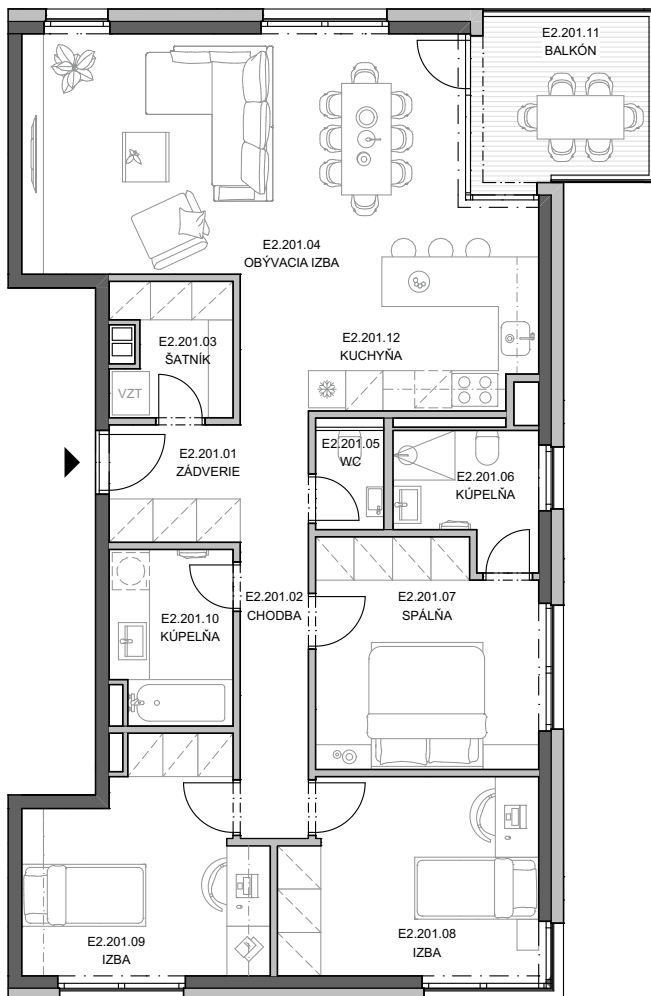 E2.201.11
BALKÓN
E2.201.04
OBÝVACIA IZBA
E2.201.03
ŠATNÍK
E2.201.12
KUCHYŇA
VZT
E2.201.01
ZÁDVERIE
E2.201.05
WC
E2.201.06
KÚPELŇA
E2.201.02
CHODBA
E2.201.07
SPÁLŇA
E2.201.10
KÚPELŇA
E2.201.09
IZBA
E2.201.08
IZBA